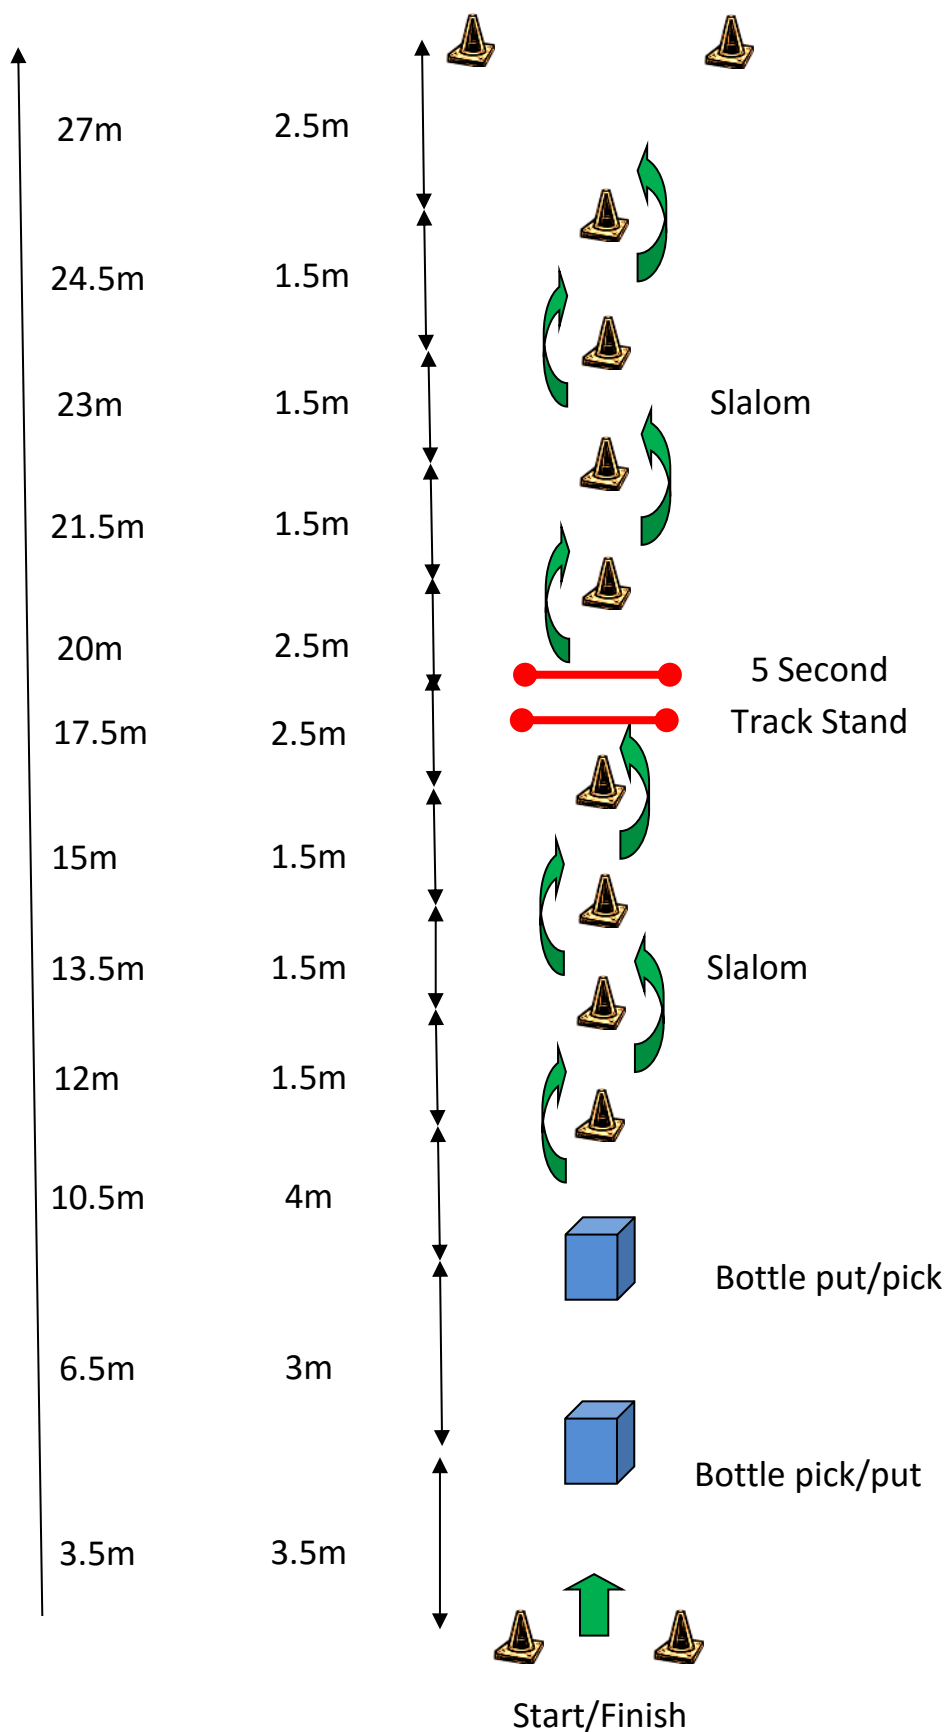 27m 2.5m
24.5m 1.5m
23m 1.5m Slalom
21.5m 1.5m
20m 2.5m 5 Second
17.5m 2.5m Track Stand
15m 1.5m
13.5m 1.5m Slalom
12m 1.5m
10.5m 4m
Bottle put/pick
6.5m 3m
Bottle pick/put
3.5m 3.5m
Start/Finish